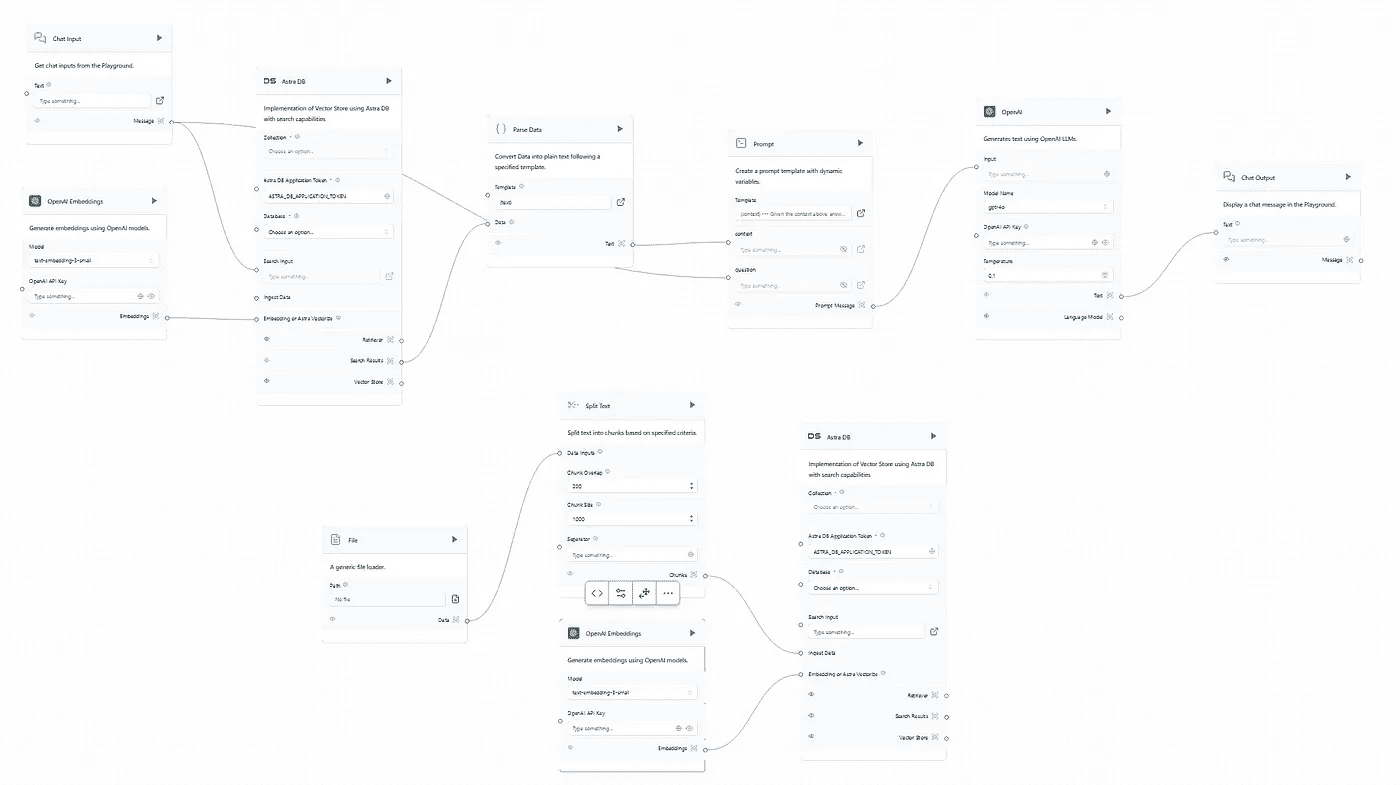 Chat Input
Get chat inputs from the Playground.
Text
Type something...
Message
OpenAI Embeddings
Generate embeddings using OpenAI models.
Model
text-embedding-3-small
OpenAI API Key
Type something...
Embeddings
DS Astra DB
Implementation of Vector Store using Astra DB
with search capabilities
Collection *
Choose an option...
Astra DB Application Token *
ASTRA_DB_APPLICATION_TOKEN
Database *
Choose an option...
Search Input
Type something...
Ingest Data
Embedding or Astra Vectorize
Retriever
Search Results
Vector Store
Parse Data
Convert Data into plain text following a
specified template.
Template
{text}
Data
Text
Prompt
Create a prompt template with dynamic
variables.
Template
{context} --- Given the context above, answ...
context
Type something...
question
Type something...
Prompt Message
OpenAI
Generates text using OpenAI LLMs.
Input
Type something...
Model Name
gpt-4o
OpenAI API Key
Type something...
Temperature
0.1
Text
Language Model
Chat Output
Display a chat message in the Playground.
Text
Type something...
Message
File
A generic file loader.
Path
No file
Data
Split Text
Split text into chunks based on specified criteria.
Data Inputs
Chunk Overlap
200
Chunk Size
1000
Separator
Type something...
Chunks
OpenAI Embeddings
Generate embeddings using OpenAI models.
Model
text-embedding-3-small
OpenAI API Key
Type something...
Embeddings
DS Astra DB
Implementation of Vector Store using Astra DB
with search capabilities
Collection *
Choose an option...
Astra DB Application Token *
ASTRA_DB_APPLICATION_TOKEN
Database *
Choose an option...
Search Input
Type something...
Ingest Data
Embedding or Astra Vectorize
Retriever
Search Results
Vector Store